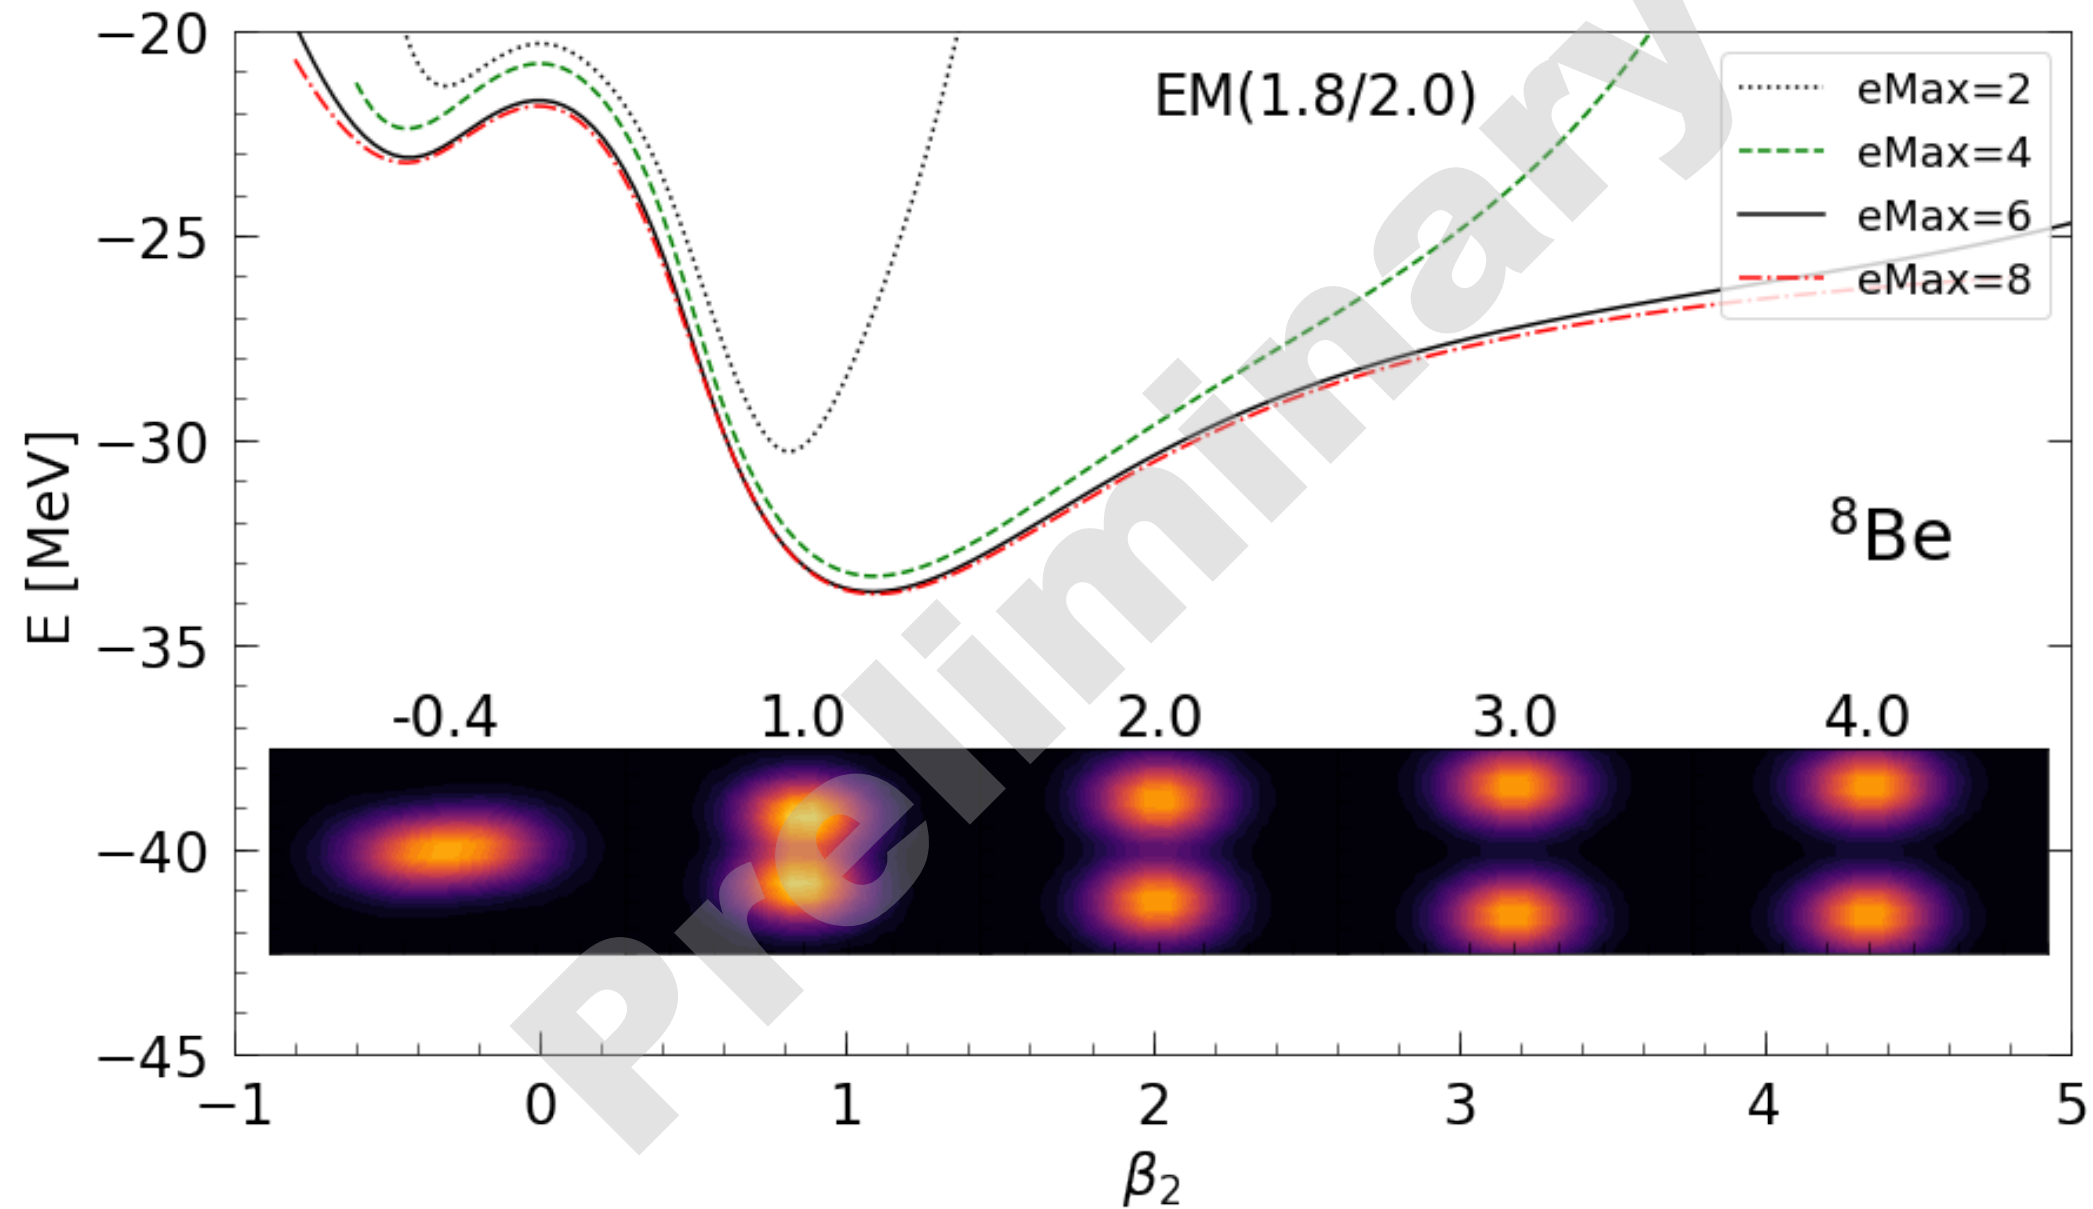 −20
−25
−30
−35
−40
−45
E [MeV]
EM(1.8/2.0)
eMax=2
eMax=4
eMax=6
eMax=8
⁸Be
-0.4 1.0 2.0 3.0 4.0
Preliminary
−1 0 1 2 3 4 5
β₂